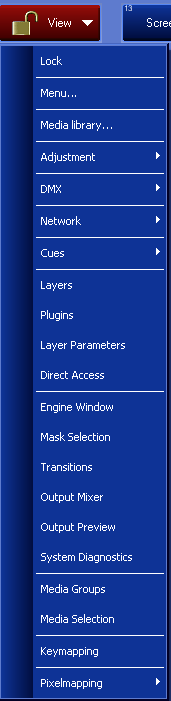 View
13
Scree
Lock
Menu...
Media library...
Adjustment
DMX
Network
Cues
Layers
Plugins
Layer Parameters
Direct Access
Engine Window
Mask Selection
Transitions
Output Mixer
Output Preview
System Diagnostics
Media Groups
Media Selection
Keymapping
Pixelmapping